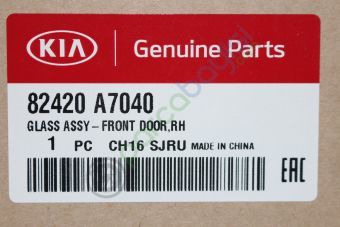 KIA Genuine Parts
82420 A7040
GLASS ASSY-FRONT DOOR,RH
1 PC CH16 SJRU MADE IN CHINA
EAC